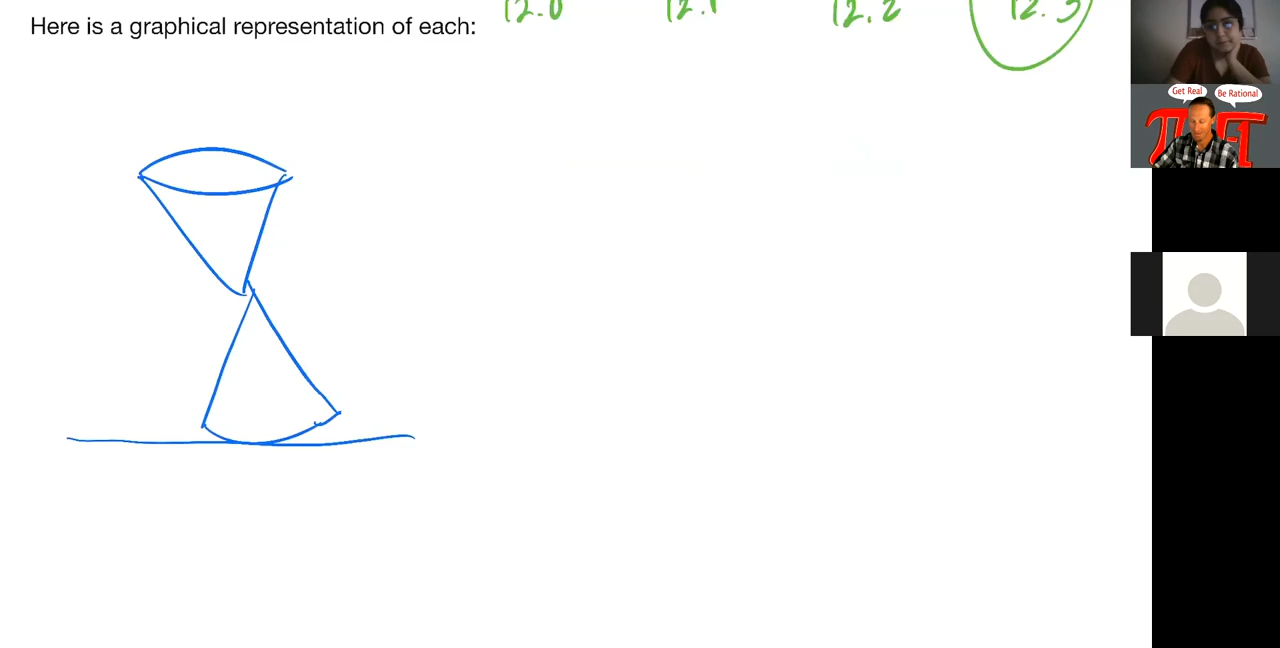 12.0 12.1 12.2 12.3
Here is a graphical representation of each:
Get Real Be Rational